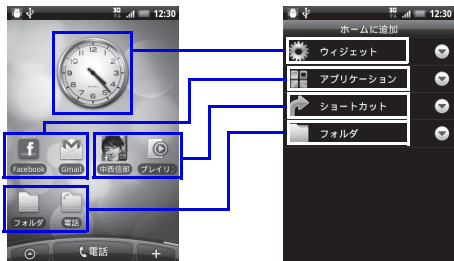 3G 12:30
Facebook
Gmail
中西信郎
プレイリ
フォルダ
電話
電話
3G 12:30
ホームに追加
ウィジェット
アプリケーション
ショートカット
フォルダ